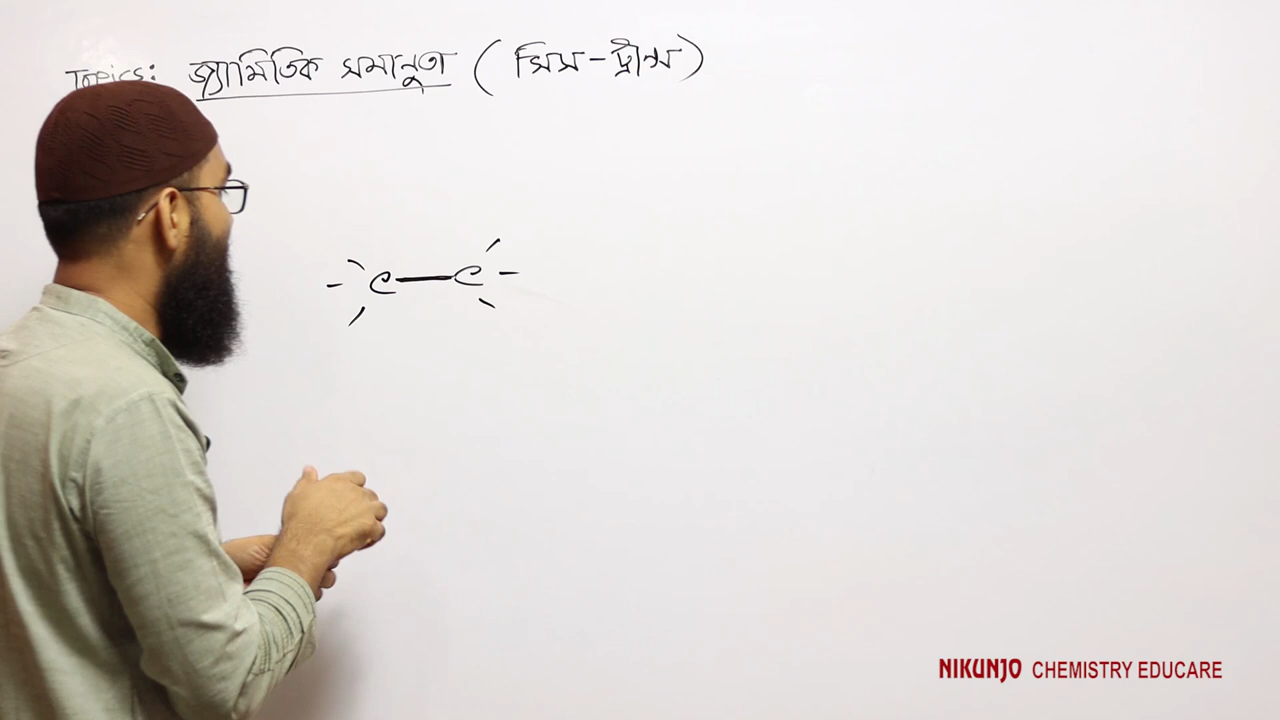 Topics: জ্যামিতিক সমানুতা ( সিস - ট্রান্স )
C — C
NIKUNJO CHEMISTRY EDUCARE